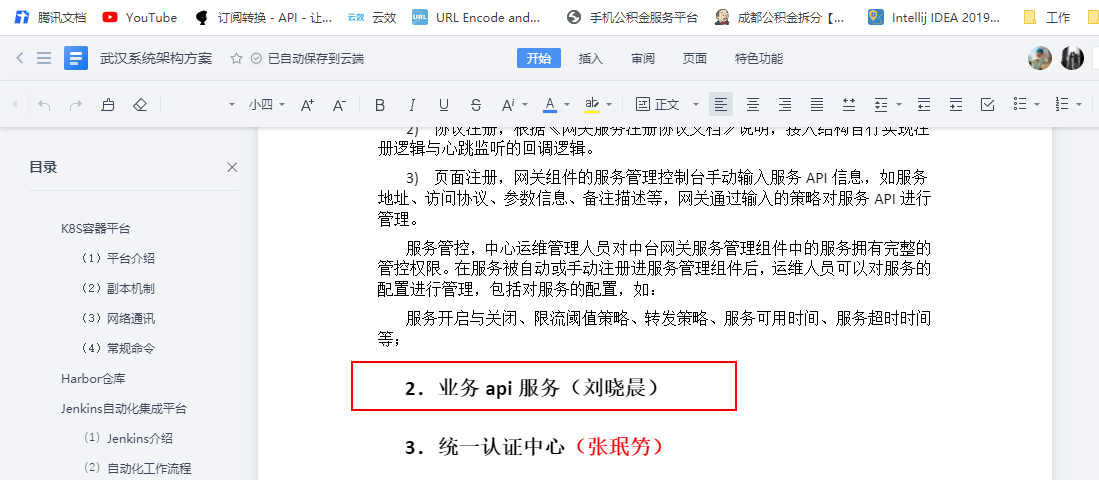 腾讯文档 YouTube 订阅转换 - API - 让... 云效 云效 URL Encode and... 手机公积金服务平台 成都公积金拆分【... Intellij IDEA 2019... 工作
武汉系统架构方案 已自动保存到云端 开始 插入 审阅 页面 特色功能
小四 A+ A- B I U S A 正文
目录
K8S容器平台
（1）平台介绍
（2）副本机制
（3）网络通讯
（4）常规命令
Harbor仓库
Jenkins自动化集成平台
（1）Jenkins介绍
（2）自动化工作流程
2) 协议注册，根据《网关服务注册协议文档》说明，接入结构自行实现注
册逻辑与心跳监听的回调逻辑。
3) 页面注册，网关组件的服务管理控制台手动输入服务 API 信息，如服务
地址、访问协议、参数信息、备注描述等，网关通过输入的策略对服务 API 进行
管理。
服务管控，中心运维管理人员对中台网关服务管理组件中的服务拥有完整的
管控权限。在服务被自动或手动注册进服务管理组件后，运维人员可以对服务的
配置进行管理，包括对服务的配置，如：
服务开启与关闭、限流阈值策略、转发策略、服务可用时间、服务超时时间
等；
2. 业务 api 服务（刘晓晨）
3. 统一认证中心（张珉竻）